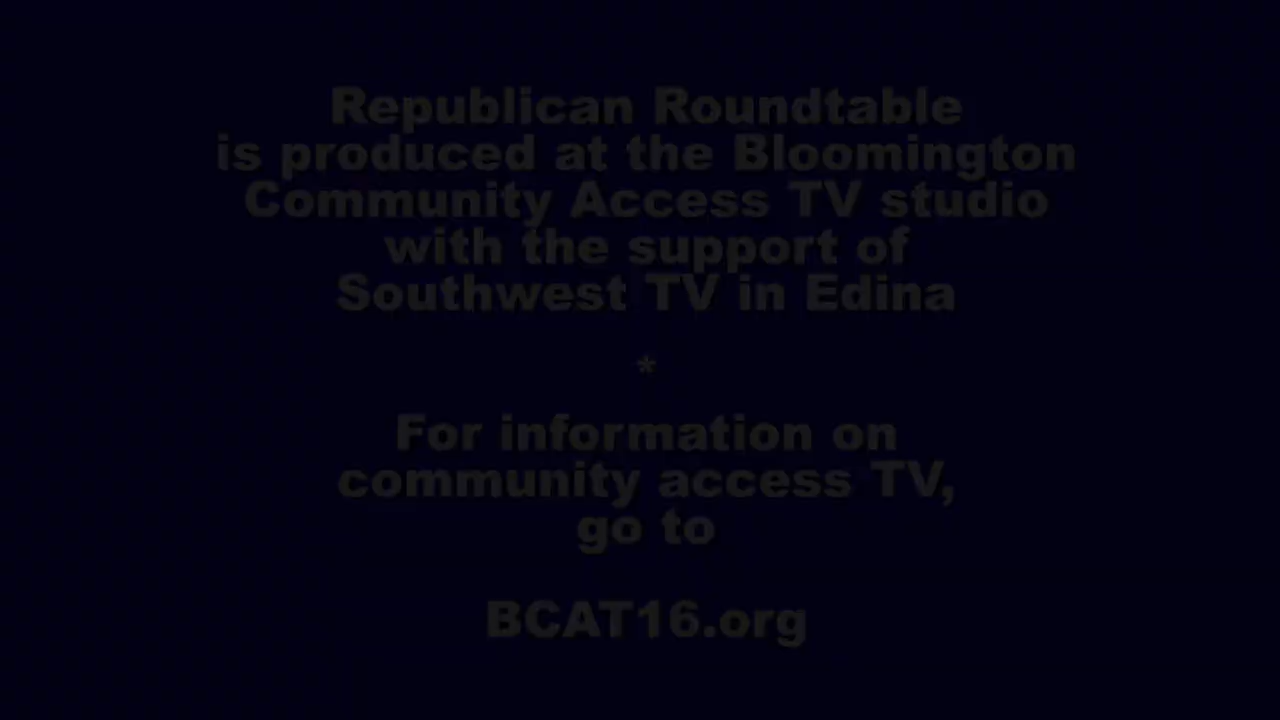 Republican Roundtable
is produced at the Bloomington
Community Access TV studio
with the support of
Southwest TV in Edina
*
For information on
community access TV,
go to
BCAT16.org